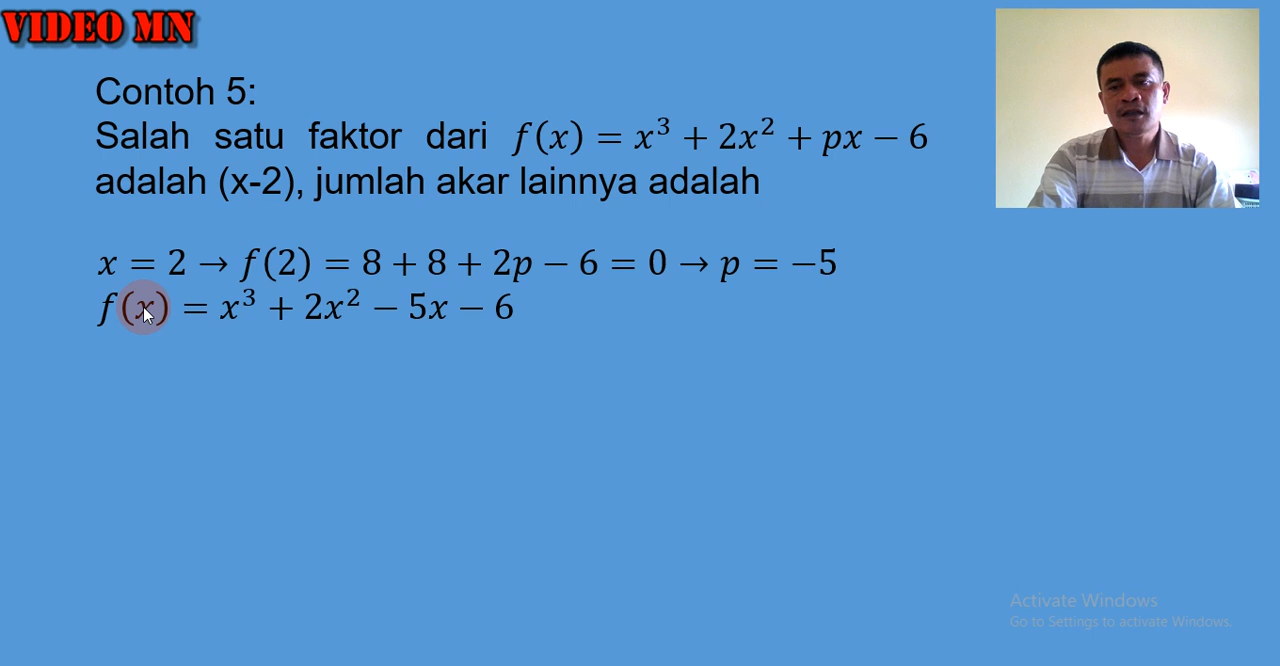 VIDEO MN
Contoh 5:
Salah satu faktor dari f(x) = x³ + 2x² + px − 6
adalah (x-2), jumlah akar lainnya adalah
x = 2 → f(2) = 8 + 8 + 2p − 6 = 0 → p = −5
f(x) = x³ + 2x² − 5x − 6
Activate Windows
Go to Settings to activate Windows.